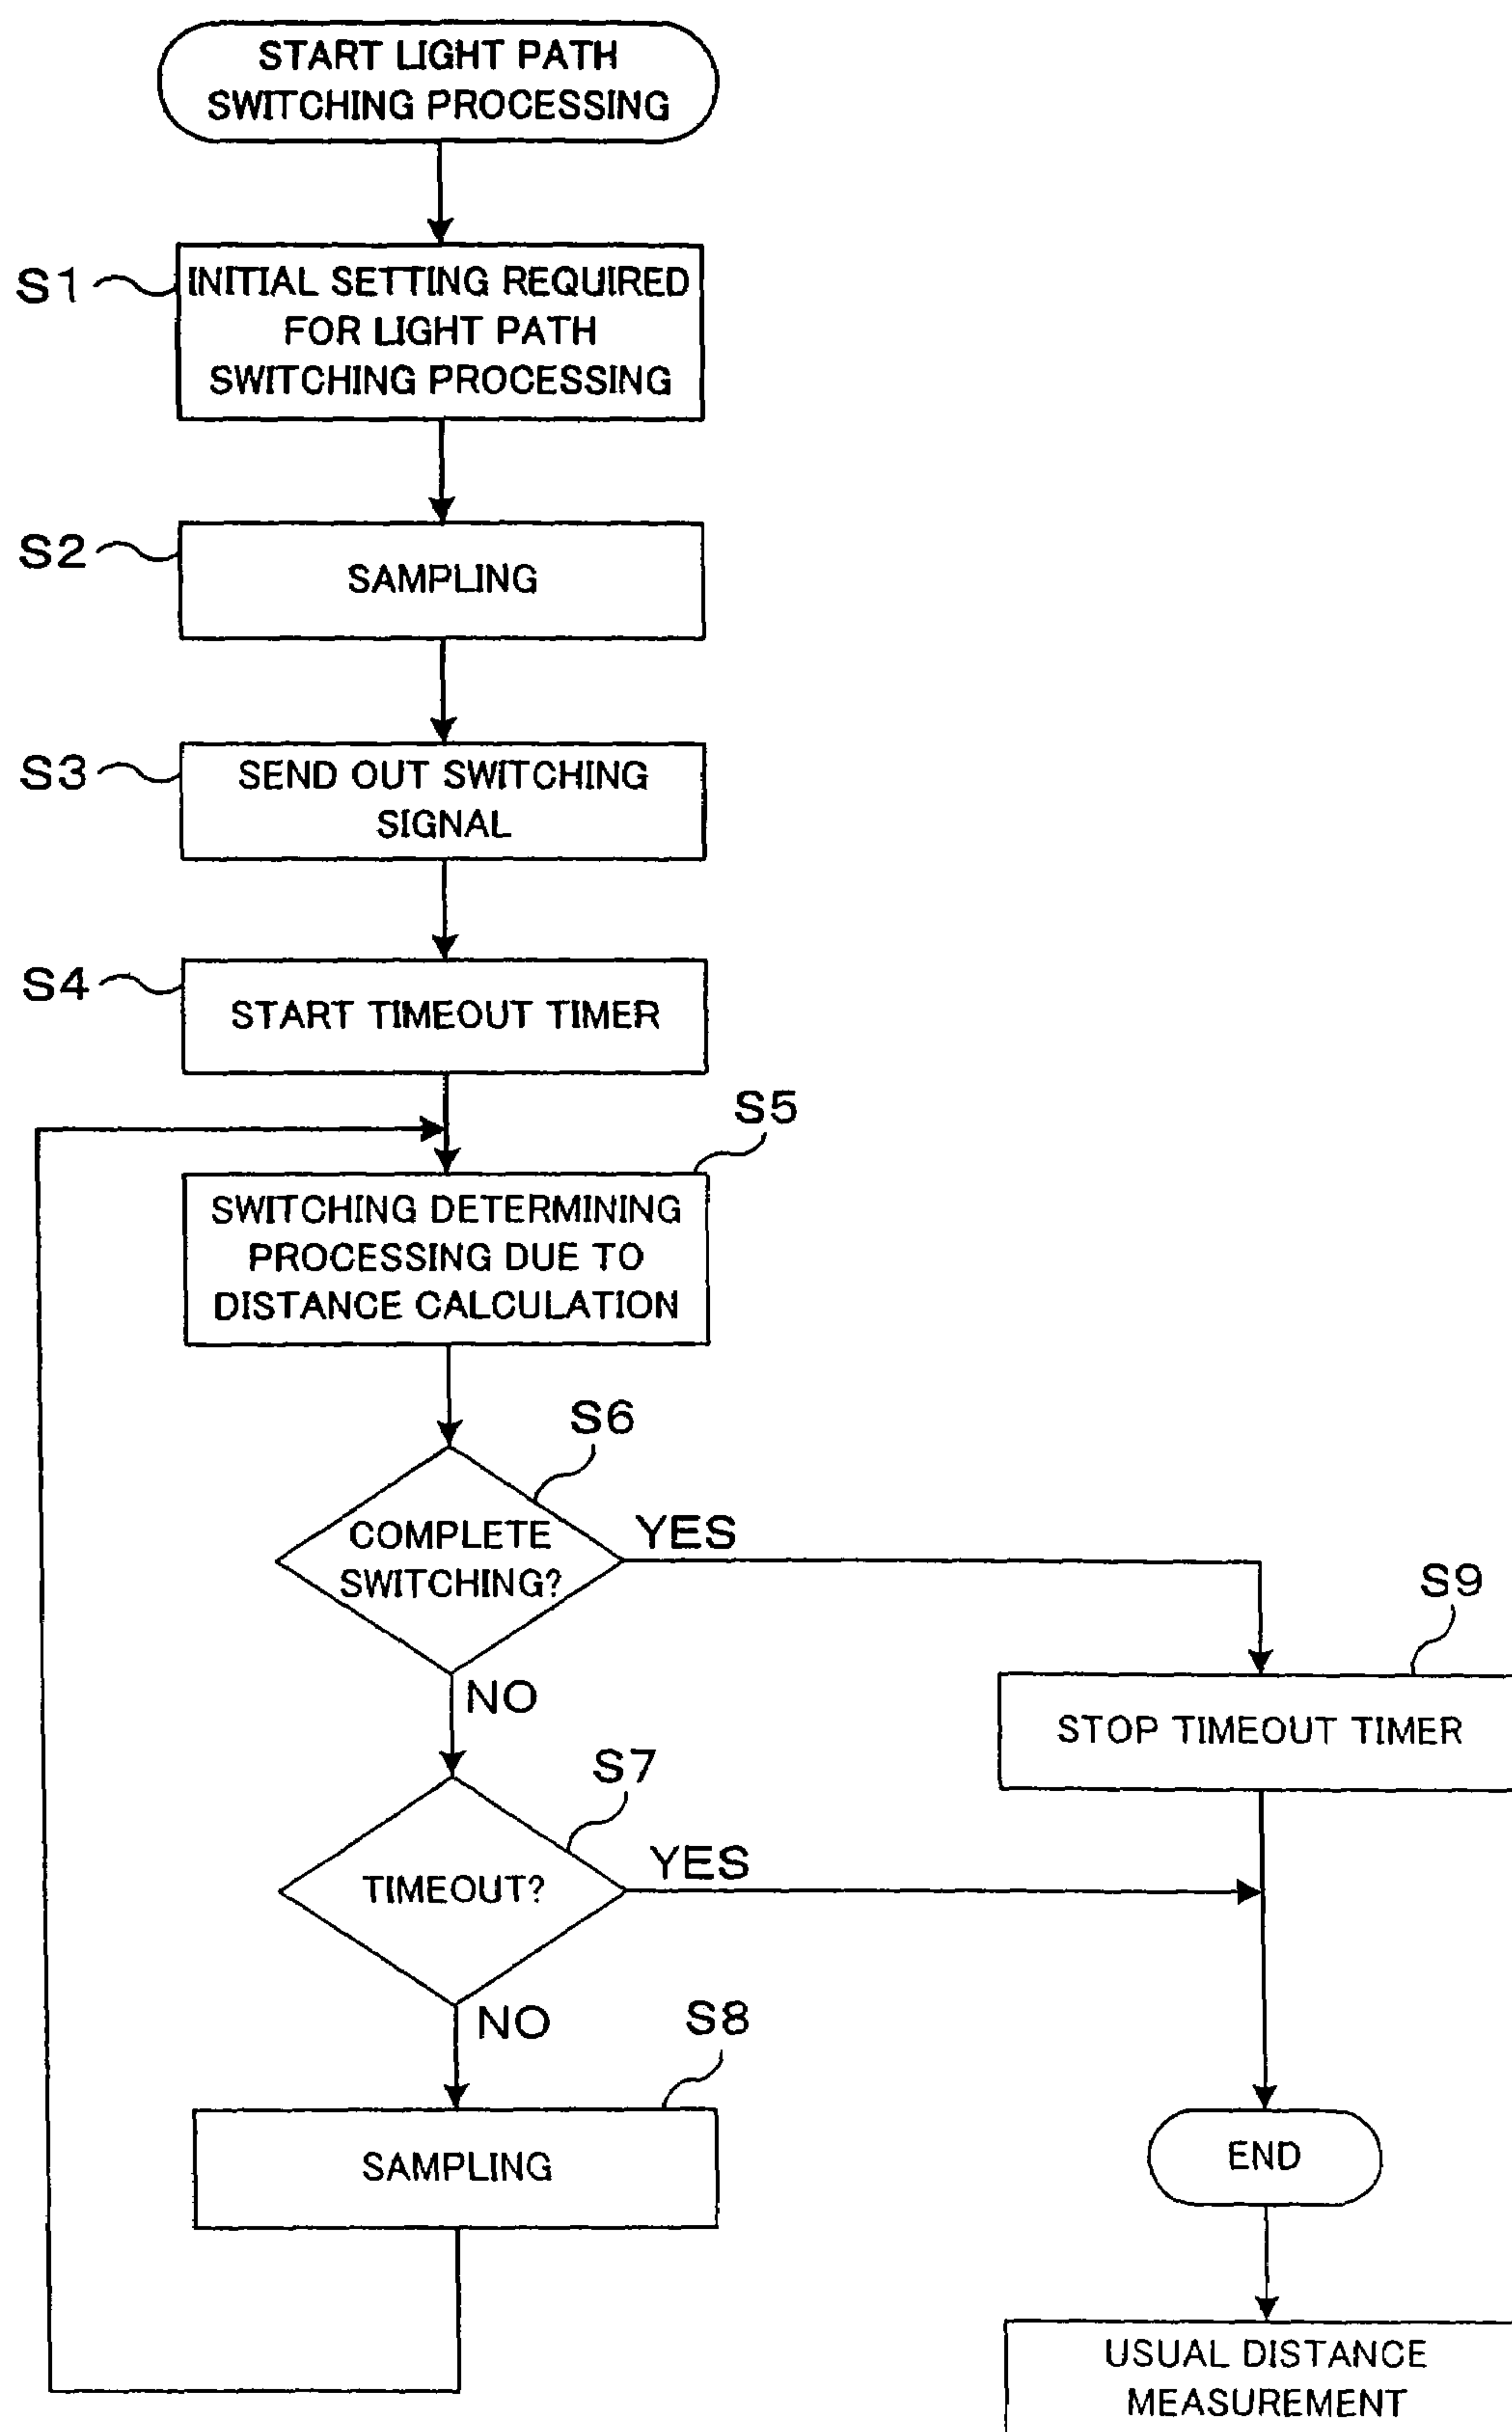 START LIGHT PATH
SWITCHING PROCESSING
S1
INITIAL SETTING REQUIRED
FOR LIGHT PATH
SWITCHING PROCESSING
S2
SAMPLING
S3
SEND OUT SWITCHING
SIGNAL
S4
START TIMEOUT TIMER
S5
SWITCHING DETERMINING
PROCESSING DUE TO
DISTANCE CALCULATION
S6
COMPLETE
SWITCHING?
YES
NO
S9
STOP TIMEOUT TIMER
S7
TIMEOUT?
YES
NO
S8
SAMPLING
END
USUAL DISTANCE
MEASUREMENT